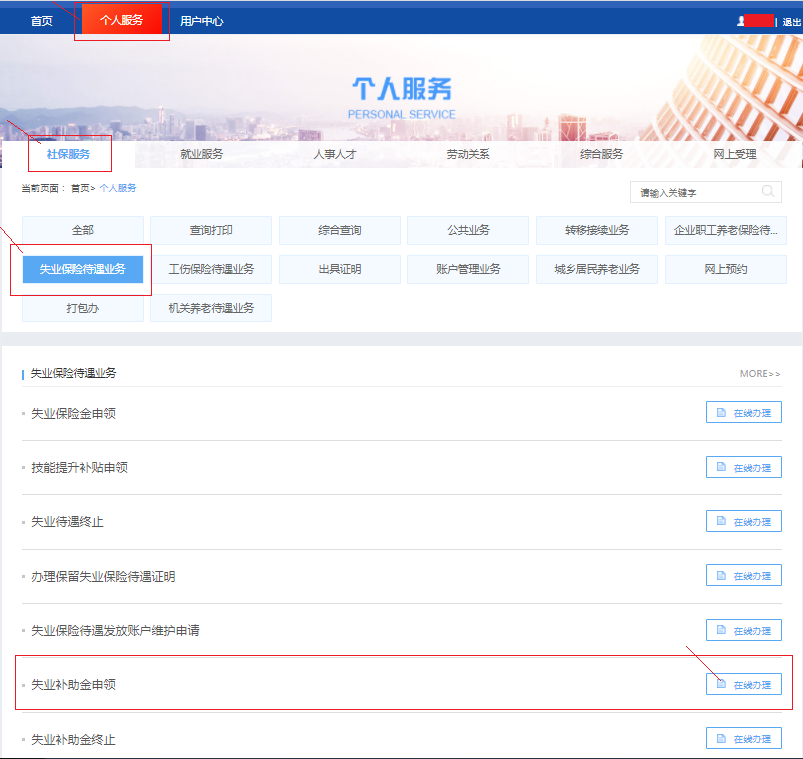 首页 个人服务 用户中心 | 退出
个人服务
PERSONAL SERVICE
社保服务 就业服务 人事人才 劳动关系 综合服务 网上受理
当前页面： 首页> 个人服务 请输入关键字
全部 查询打印 综合查询 公共业务 转移接续业务 企业职工养老保险待...
失业保险待遇业务 工伤保险待遇业务 出具证明 账户管理业务 城乡居民养老业务 网上预约
打包办 机关养老待遇业务
失业保险待遇业务 MORE>>
失业保险金申领 在线办理
技能提升补贴申领 在线办理
失业待遇终止 在线办理
办理保留失业保险待遇证明 在线办理
失业保险待遇发放账户维护申请 在线办理
失业补助金申领 在线办理
失业补助金终止 在线办理